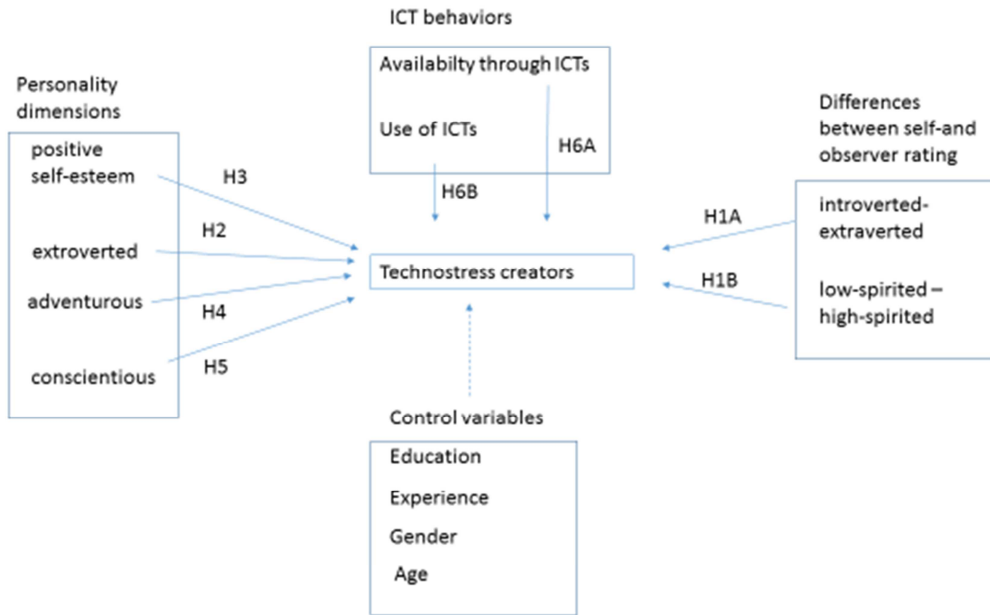 ICT behaviors
Availabilty through ICTs
Use of ICTs
H6A
H6B
Personality
dimensions
positive
self-esteem
extroverted
adventurous
conscientious
H3
H2
H4
H5
Technostress creators
Differences
between self-and
observer rating
introverted-
extraverted
low-spirited –
high-spirited
H1A
H1B
Control variables
Education
Experience
Gender
Age